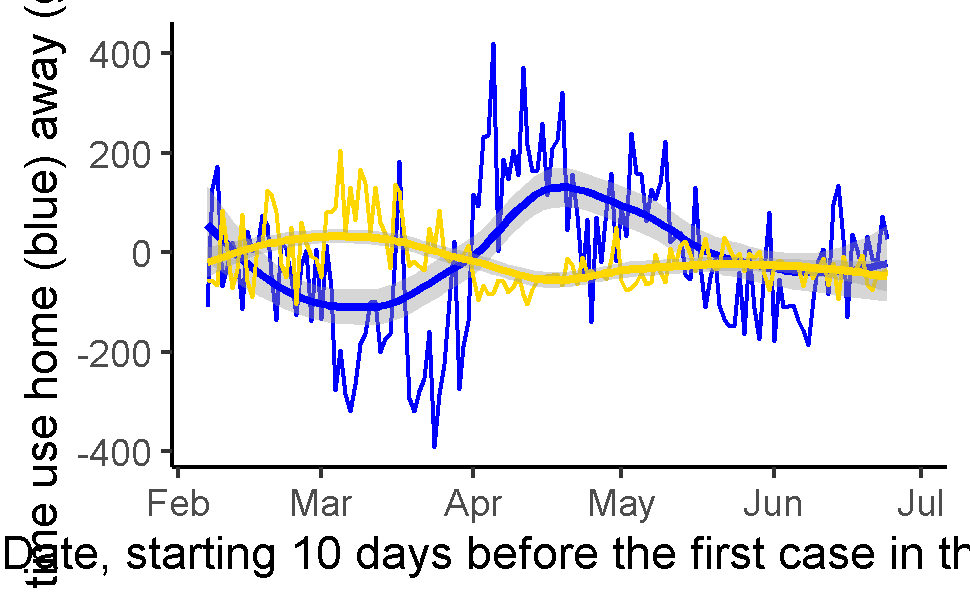 time use home (blue) away (
400
200
0
-200
-400
Feb Mar Apr May Jun Jul
Date, starting 10 days before the first case in th